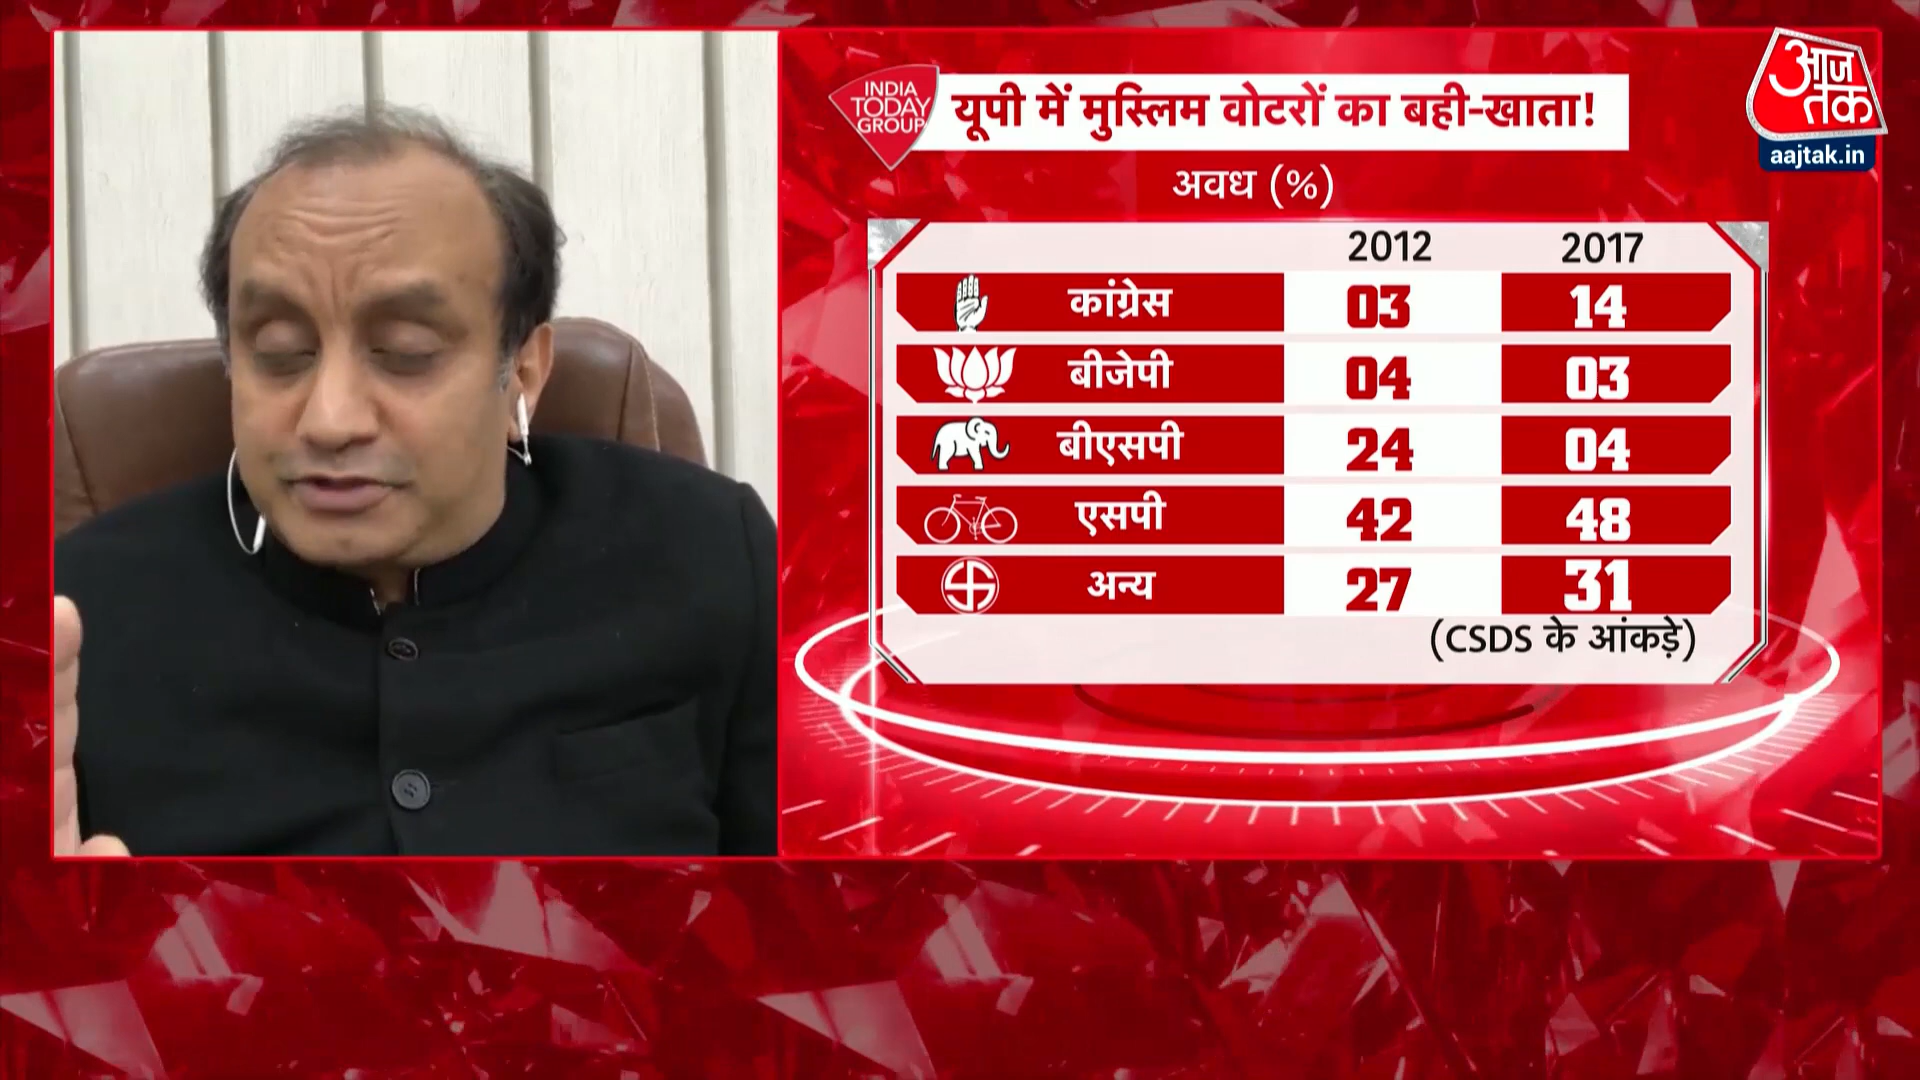 INDIA
TODAY
GROUP
यूपी में मुस्लिम वोटरों का बही-खाता!
आज
तक
aajtak.in
अवध (%)
2012 2017
कांग्रेस 03 14
बीजेपी 04 03
बीएसपी 24 04
एसपी 42 48
अन्य 27 31
(CSDS के आंकड़े)